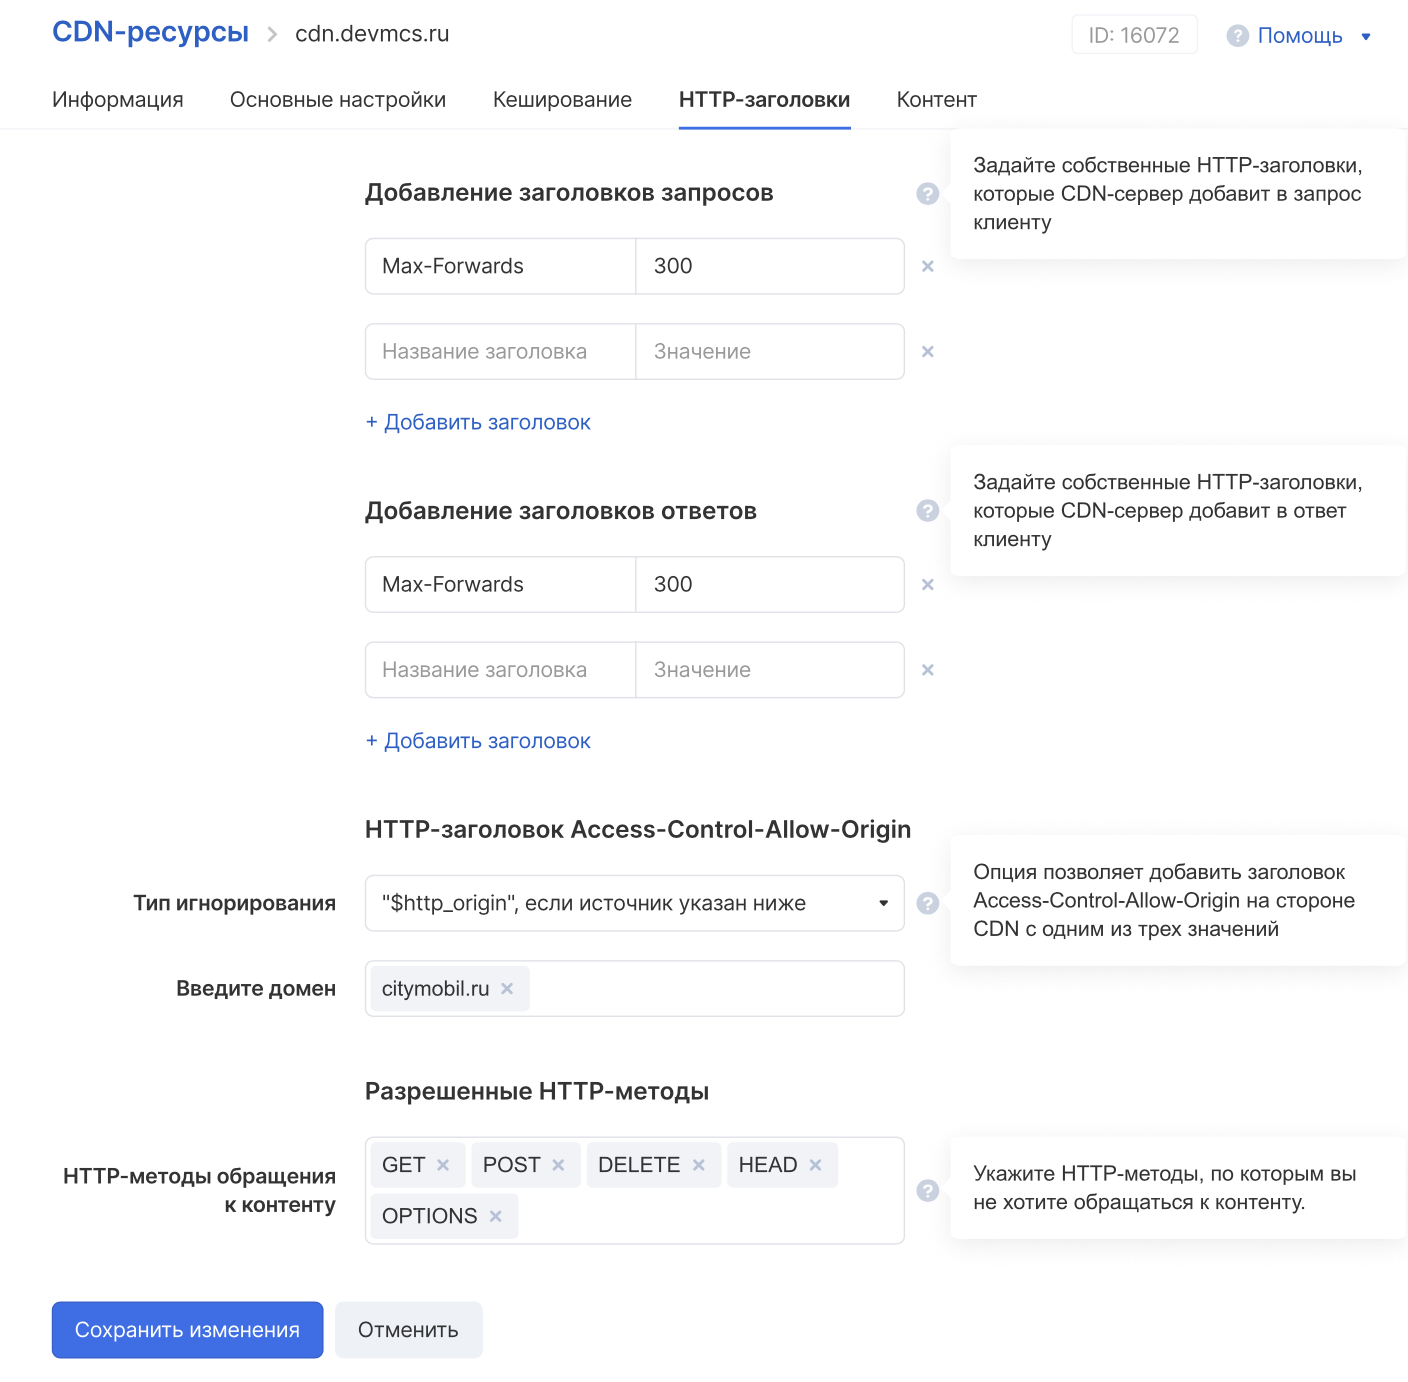 CDN-ресурсы
cdn.devmcs.ru
ID: 16072
? Помощь
Информация
Основные настройки
Кеширование
HTTP-заголовки
Контент
Добавление заголовков запросов
?
Задайте собственные HTTP-заголовки,
которые CDN-сервер добавит в запрос
клиенту
Max-Forwards
300
Название заголовка
Значение
+ Добавить заголовок
Добавление заголовков ответов
?
Задайте собственные HTTP-заголовки,
которые CDN-сервер добавит в ответ
клиенту
Max-Forwards
300
Название заголовка
Значение
+ Добавить заголовок
HTTP-заголовок Access-Control-Allow-Origin
Тип игнорирования
"$http_origin", если источник указан ниже
?
Опция позволяет добавить заголовок
Access-Control-Allow-Origin на стороне
CDN с одним из трех значений
Введите домен
citymobil.ru
Разрешенные HTTP-методы
HTTP-методы обращения
к контенту
GET
POST
DELETE
HEAD
OPTIONS
?
Укажите HTTP-методы, по которым вы
не хотите обращаться к контенту.
Сохранить изменения
Отменить